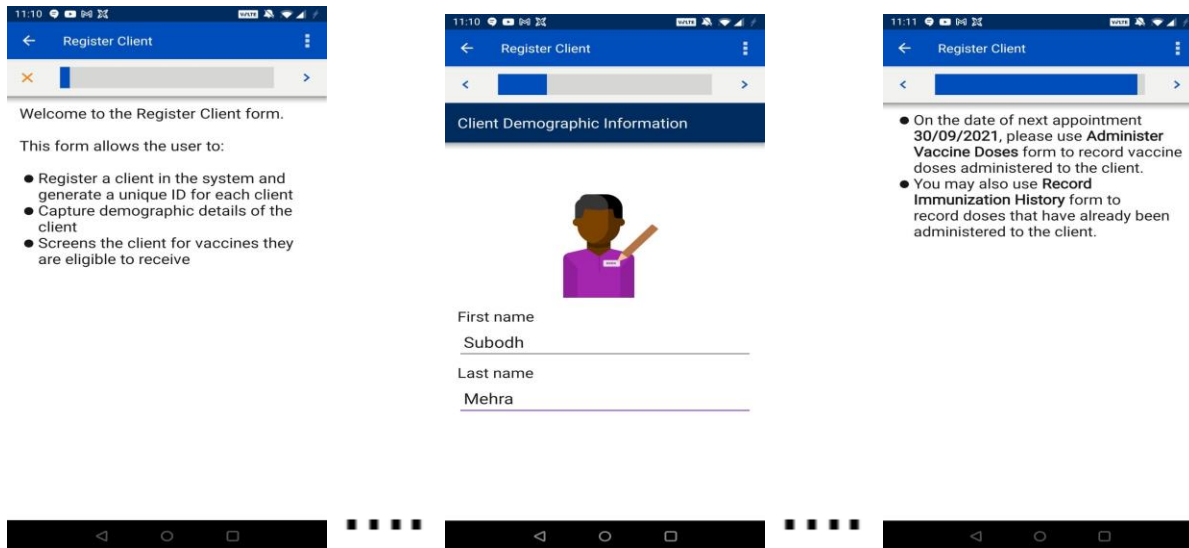 11:10
VoLTE
Register Client
Welcome to the Register Client form.
This form allows the user to:
● Register a client in the system and
generate a unique ID for each client
● Capture demographic details of the
client
● Screens the client for vaccines they
are eligible to receive
11:10
VoLTE
Register Client
Client Demographic Information
First name
Subodh
Last name
Mehra
11:11
VoLTE
Register Client
● On the date of next appointment
30/09/2021, please use Administer
Vaccine Doses form to record vaccine
doses administered to the client.
● You may also use Record
Immunization History form to
record doses that have already been
administered to the client.